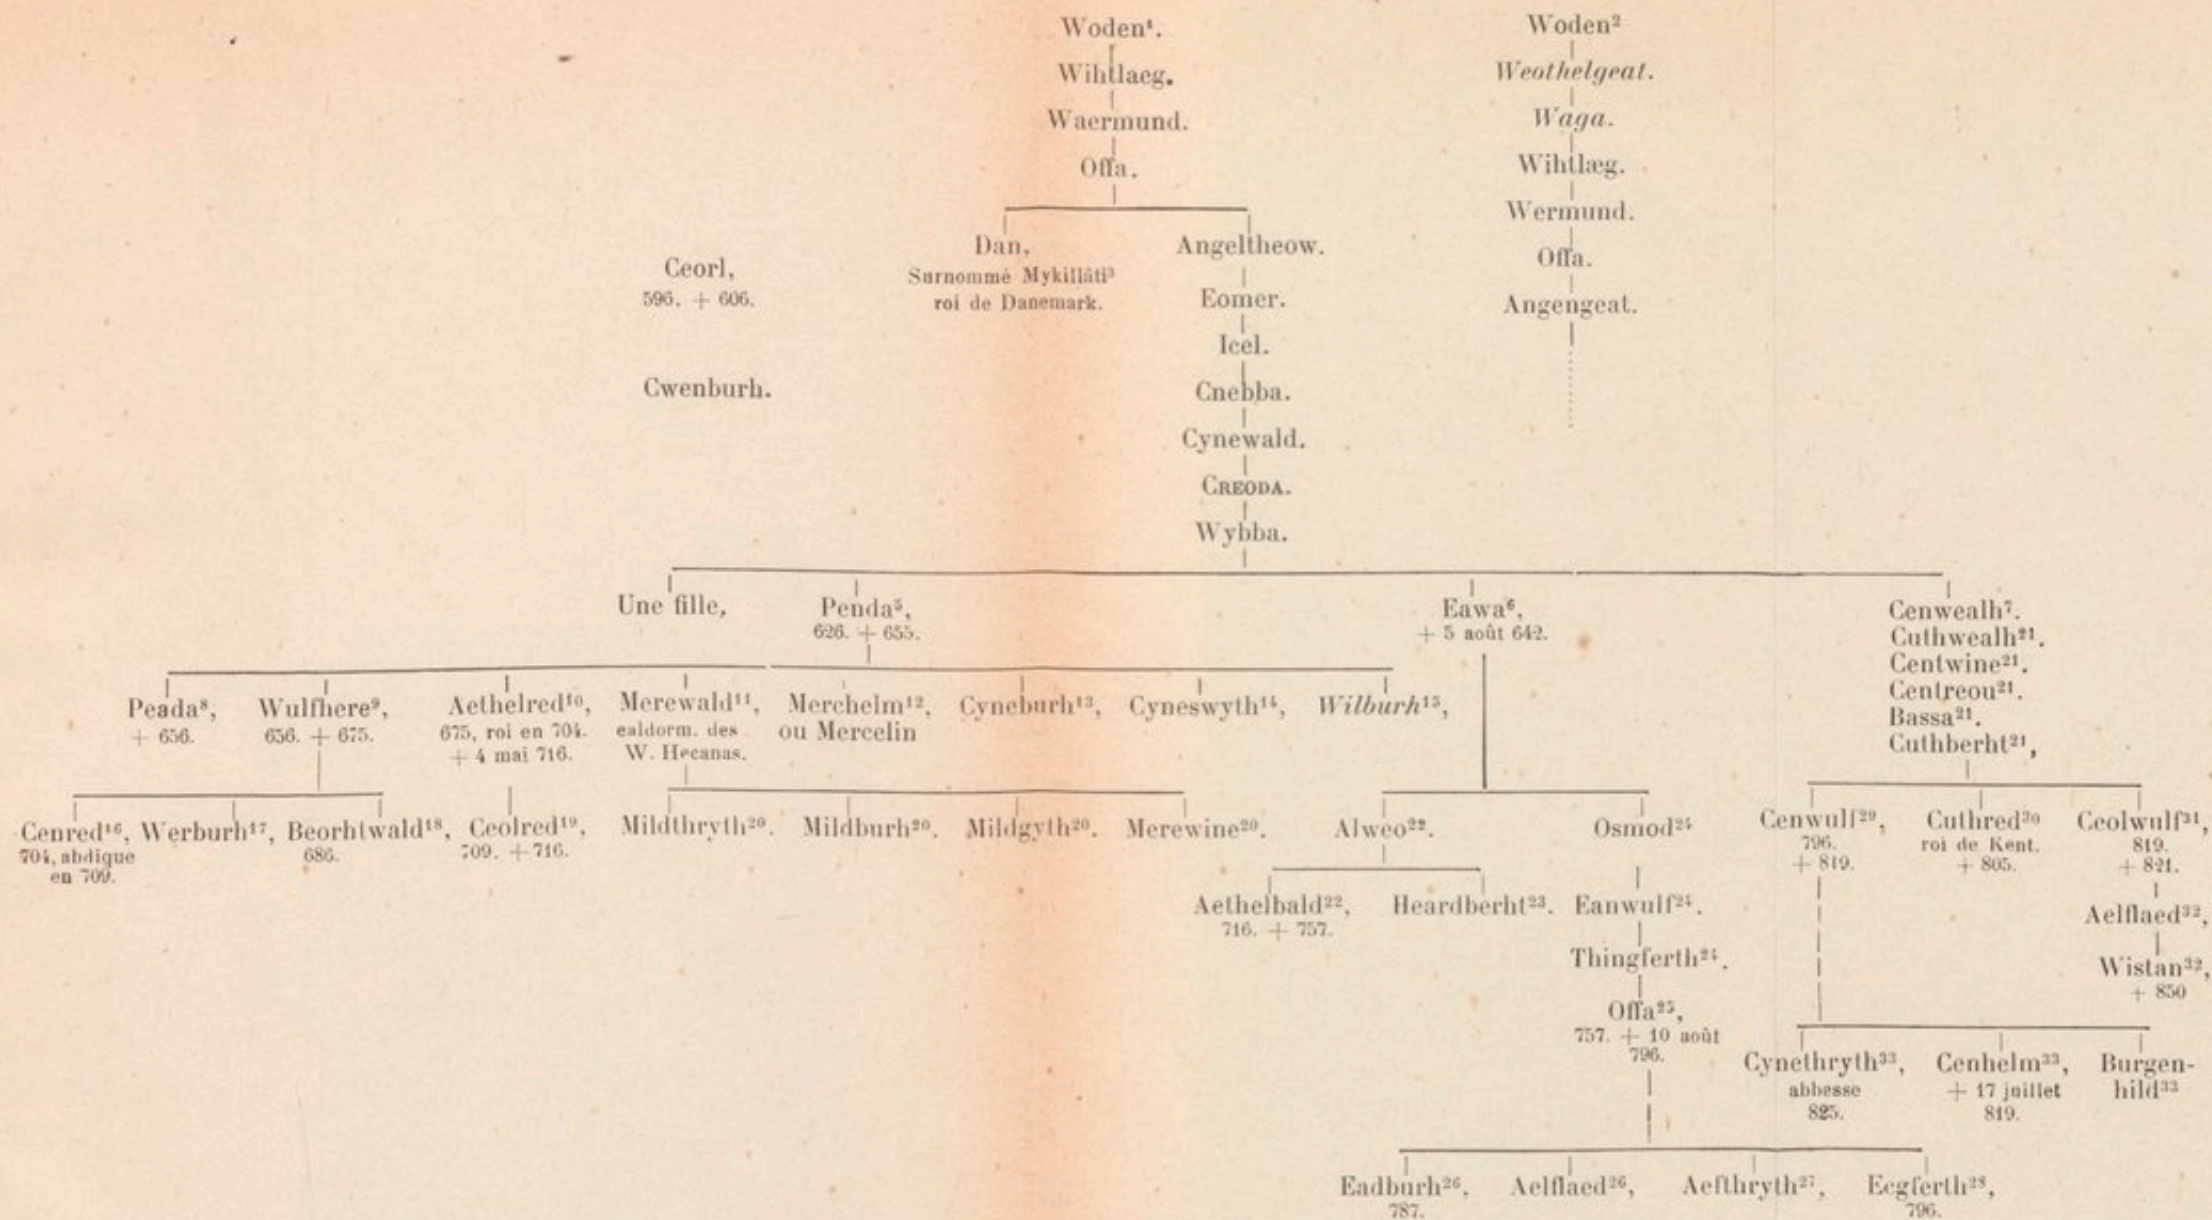 Woden¹. Woden²
Wihtlaeg. Weothelgeat.
Waermund. Waga.
Offa. Wihtlæg.
Wermund.
Dan, Angeltheow. Offa.
Ceorl, Surnommé Mykillâti³
596. + 606. roi de Danemark. Eomer. Angengeat.
Icel.
Cwenburh. Cnebba.
Cynewald.
CREODA.
Wybba.
Une fille, Penda⁵, Eawa⁶, Cenwealh⁷.
626. + 655. + 5 août 642. Cuthwealh²¹.
Centwine²¹.
Centreou²¹.
Bassa²¹.
Cuthberht²¹,
Peada⁸, Wulfhere⁹, Aethelred¹⁰, Merewald¹¹, Merchelm¹², Cyneburh¹³, Cyneswyth¹⁴, Wilburh¹⁵,
+ 656. 656. + 675. 675, roi en 704. ealdorm. des ou Mercelin
+ 4 mai 716. W. Hecanas.
Cenred¹⁶, Werburh¹⁷, Beorhtwald¹⁸, Ceolred¹⁹, Mildthryth²⁰. Mildburh²⁰. Mildgyth²⁰. Merewine²⁰. Alweo²². Osmod²⁴ Cenwulf²⁹, Cuthred³⁰ Ceolwulf³¹,
704, abdique 686. 709. + 716. 796. roi de Kent. 819.
en 709. + 819. + 805. + 821.
Aethelbald²², Heardberht²³. Eanwulf²⁴. Aelflaed³²,
716. + 757.
Thingferth²⁴. Wistan³²,
+ 850
Offa²⁵,
757. + 10 août
796.
Cynethryth³³, Cenhelm³³, Burgen-
abbesse + 17 juillet hild³³
825. 819.
Eadburh²⁶, Aelflaed²⁶, Aefthryth²⁷, Ecgferth²⁸,
787. 796.